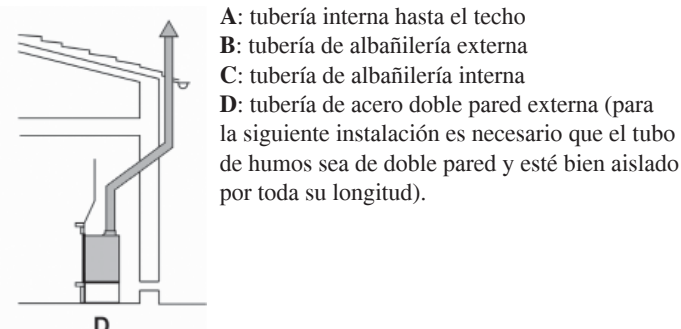 A: tubería interna hasta el techo
B: tubería de albañilería externa
C: tubería de albañilería interna
D: tubería de acero doble pared externa (para
la siguiente instalación es necesario que el tubo
de humos sea de doble pared y esté bien aislado
por toda su longitud).
D